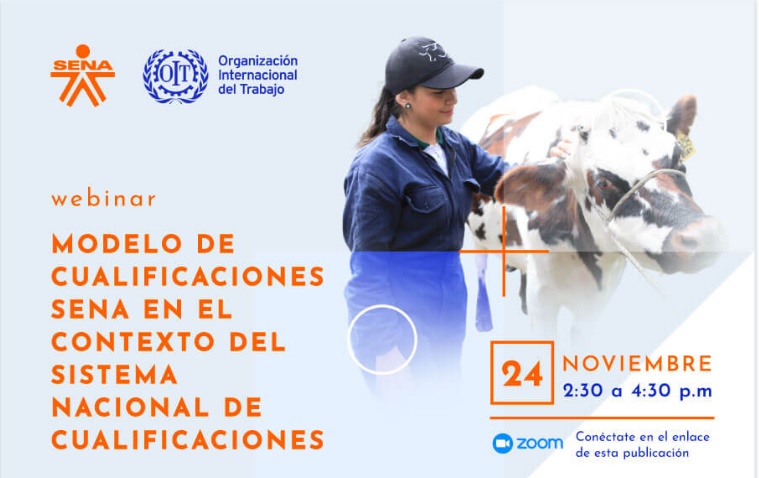 SENA
OIT
Organización
Internacional
del Trabajo
webinar
MODELO DE
CUALIFICACIONES
SENA EN EL
CONTEXTO DEL
SISTEMA
NACIONAL DE
CUALIFICACIONES
24
NOVIEMBRE
2:30 a 4:30 p.m
zoom
Conéctate en el enlace
de esta publicación